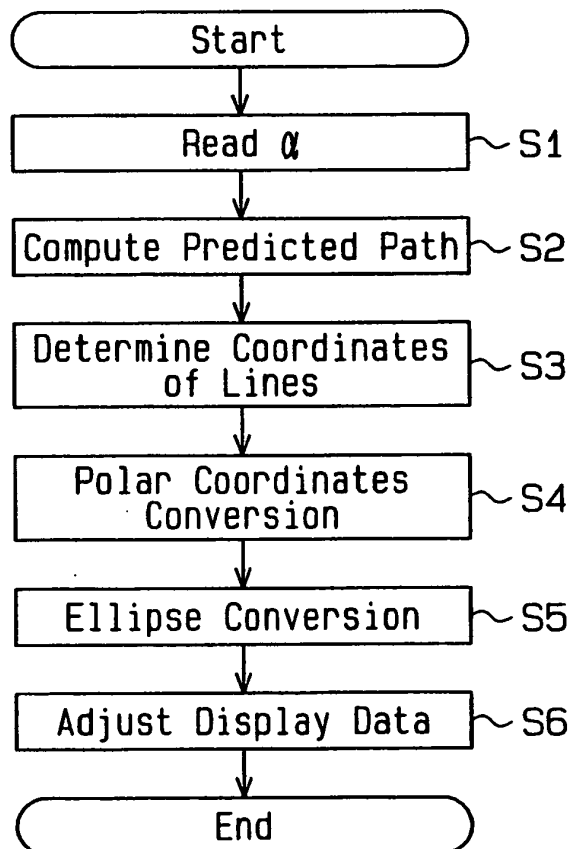 Start
Read α S1
Compute Predicted Path S2
Determine Coordinates
of Lines S3
Polar Coordinates
Conversion S4
Ellipse Conversion S5
Adjust Display Data S6
End